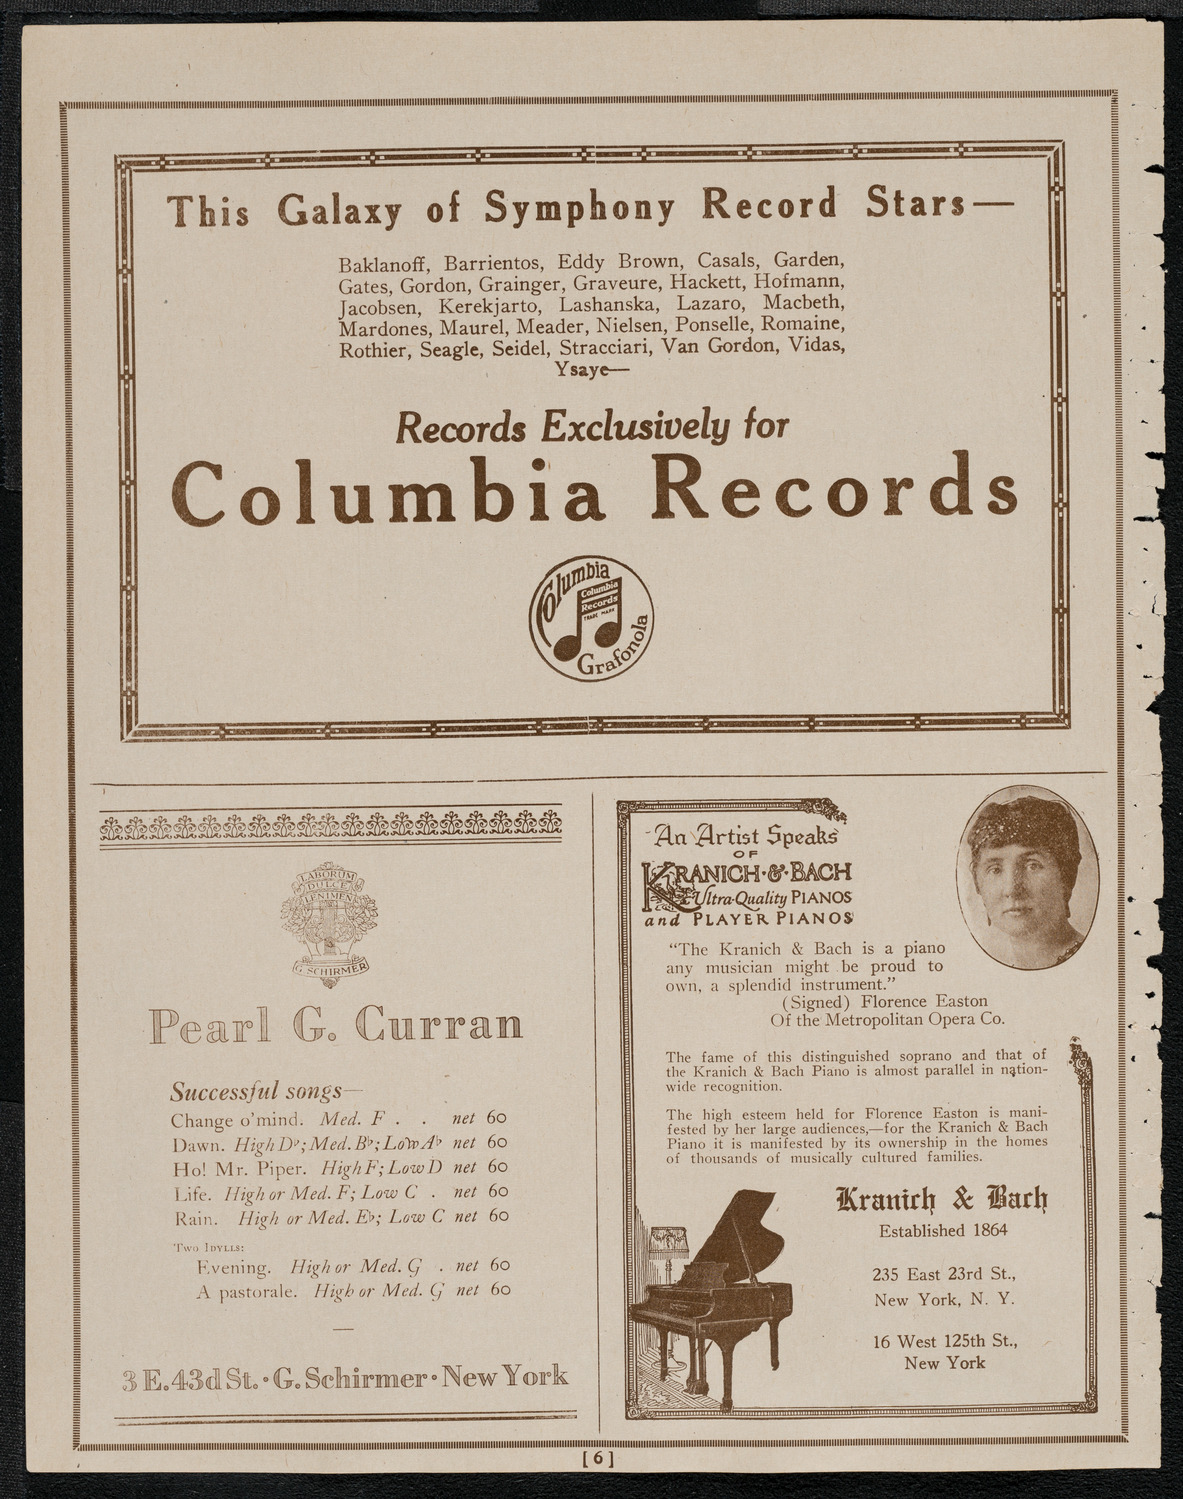 This Galaxy of Symphony Record Stars—
Baklanoff, Barrientos, Eddy Brown, Casals, Garden,
Gates, Gordon, Grainger, Graveure, Hackett, Hofmann,
Jacobsen, Kerekjarto, Lashanska, Lazaro, Macbeth,
Mardones, Maurel, Meader, Nielsen, Ponselle, Romaine,
Rothier, Seagle, Seidel, Stracciari, Van Gordon, Vidas,
Ysaye—
Records Exclusively for
Columbia Records
Columbia
Columbia
Records
TRADE MARK
Grafonola
LABORUM
DULCE
LENIMEN
G. SCHIRMER
Pearl G. Curran
Successful songs—
Change o'mind. Med. F . . net 60
Dawn. High D♭; Med. B♭; Low A♭ net 60
Ho! Mr. Piper. High F; Low D net 60
Life. High or Med. F; Low C . net 60
Rain. High or Med. E♭; Low C net 60
Two Idylls:
Evening. High or Med. G . net 60
A pastorale. High or Med. G net 60
3 E. 43d St. · G. Schirmer · New York
An Artist Speaks
OF
KRANICH·&·BACH
Ultra-Quality PIANOS
and PLAYER PIANOS
"The Kranich & Bach is a piano
any musician might be proud to
own, a splendid instrument."
(Signed) Florence Easton
Of the Metropolitan Opera Co.
The fame of this distinguished soprano and that of
the Kranich & Bach Piano is almost parallel in nation-
wide recognition.
The high esteem held for Florence Easton is mani-
fested by her large audiences,—for the Kranich & Bach
Piano it is manifested by its ownership in the homes
of thousands of musically cultured families.
Kranich & Bach
Established 1864
235 East 23rd St.,
New York, N. Y.
16 West 125th St.,
New York
[ 6 ]